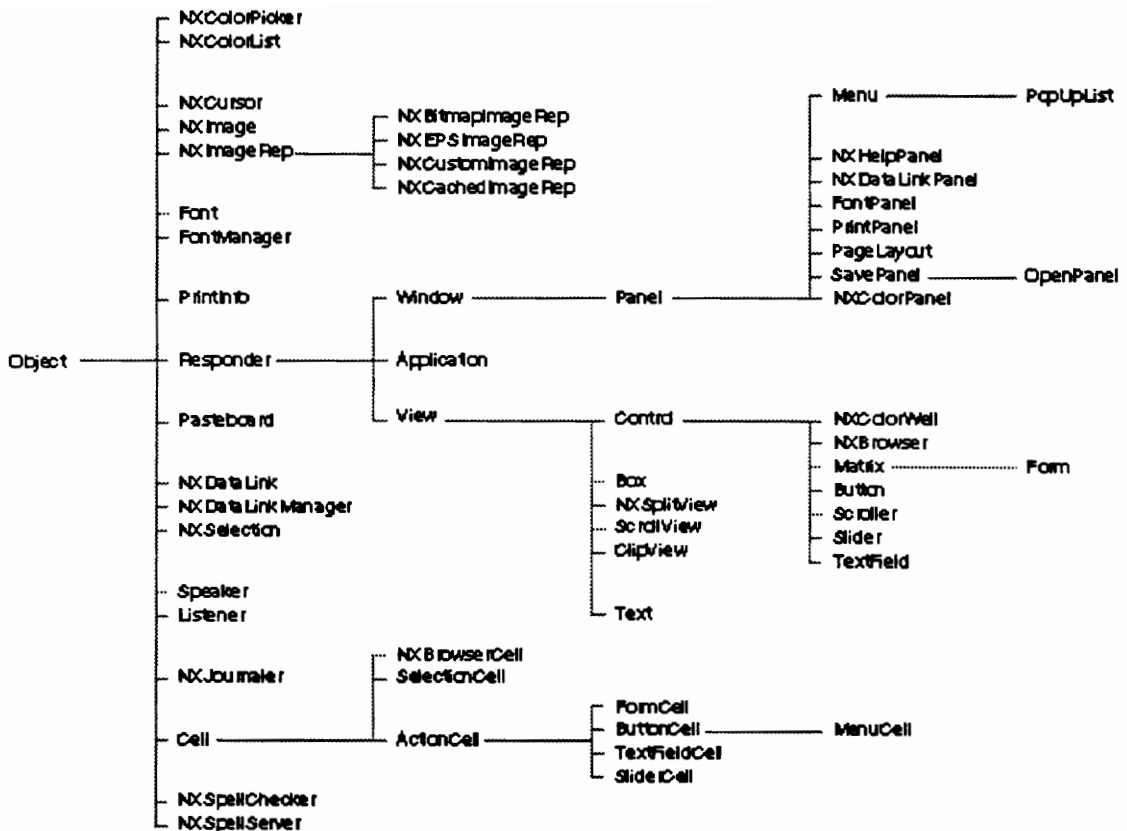 NXColorPicker
NXColorList
NXCursor
NXImage
NXImageRep
NXBitmapImageRep
NXEPSImageRep
NXCustomImageRep
NXCachedImageRep
Font
FontManager
PrintInfo
Object
Responder
Window
Panel
Menu
PopUpList
NXHelpPanel
NXDataLinkPanel
FontPanel
PrintPanel
PageLayout
SavePanel
OpenPanel
NXColorPanel
Application
View
Control
NXColorWell
NXBrowser
Matrix
Form
Button
Scroller
Slider
TextField
Box
NXSplitView
ScrollView
ClipView
Text
Pasteboard
NXDataLink
NXDataLinkManager
NXSelection
Speaker
Listener
NXJournaler
Cell
NXBrowserCell
SelectionCell
ActionCell
FormCell
ButtonCell
MenuCell
TextFieldCell
SliderCell
NXSpellChecker
NXSpellServer